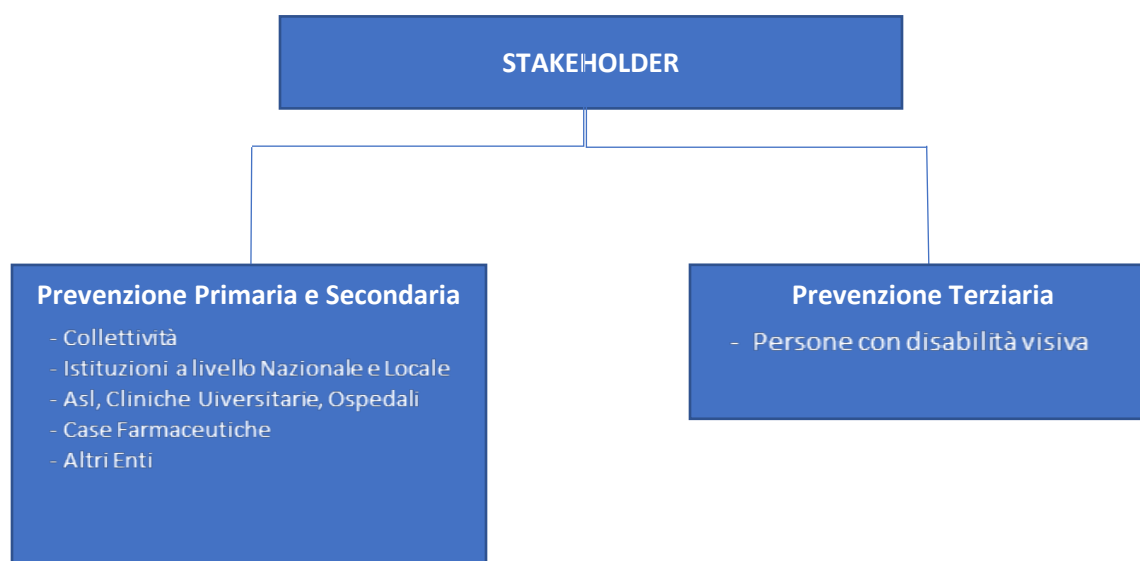 STAKEHOLDER
Prevenzione Primaria e Secondaria
- Collettività
- Istituzioni a livello Nazionale e Locale
- Asl, Cliniche Uiversitarie, Ospedali
- Case Farmaceutiche
- Altri Enti
Prevenzione Terziaria
- Persone con disabilità visiva